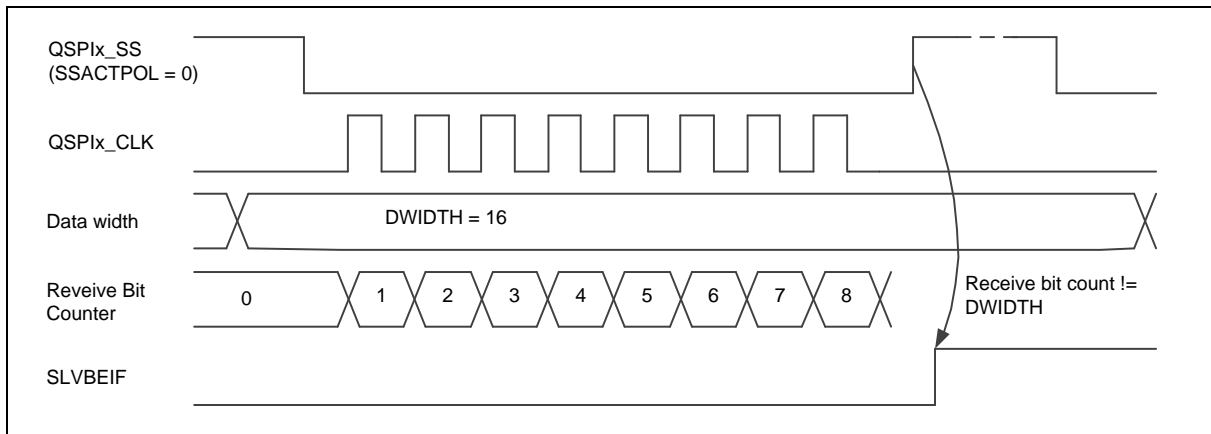 QSPIx_SS
(SSACTPOL = 0)
QSPIx_CLK
Data width
DWIDTH = 16
Reveive Bit
Counter
0 1 2 3 4 5 6 7 8
Receive bit count !=
DWIDTH
SLVBEIF